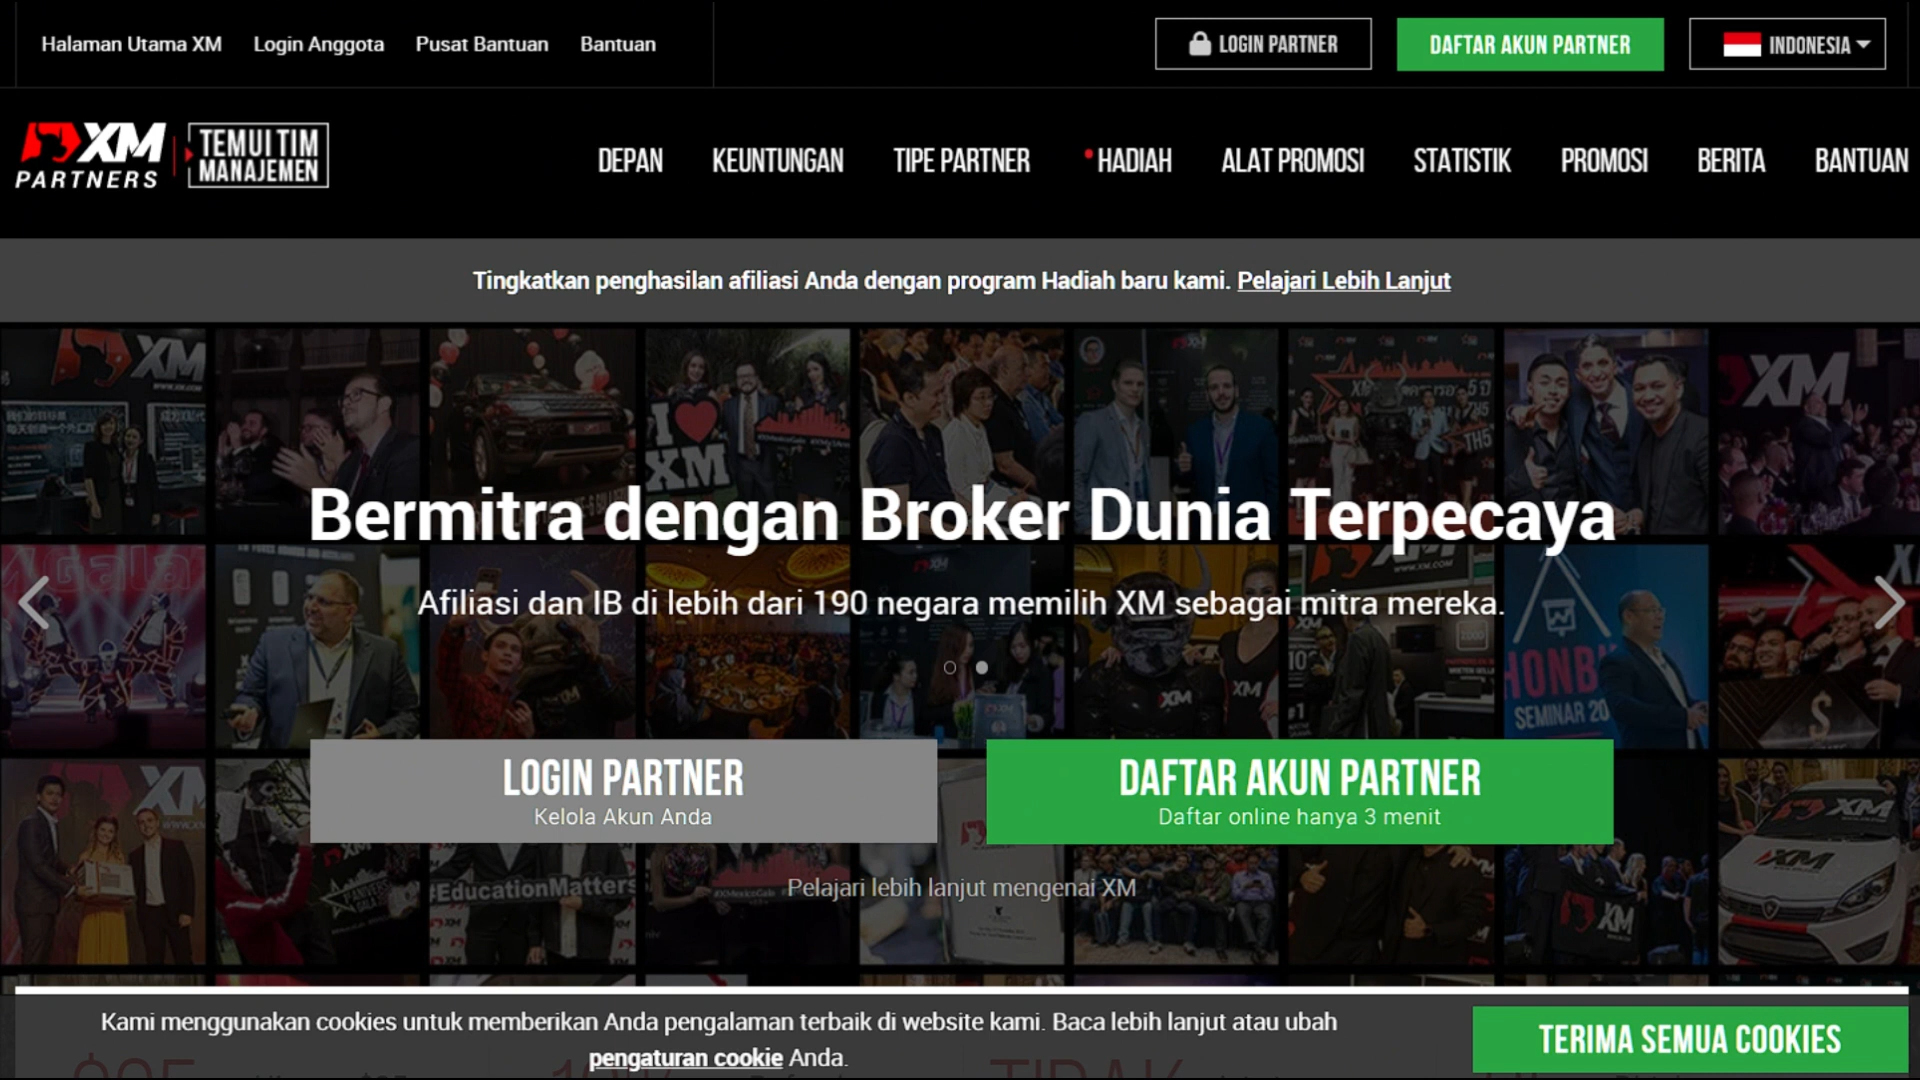 Halaman Utama XM Login Anggota Pusat Bantuan Bantuan
LOGIN PARTNER DAFTAR AKUN PARTNER INDONESIA
XM PARTNERS
TEMUI TIM
MANAJEMEN
DEPAN KEUNTUNGAN TIPE PARTNER HADIAH ALAT PROMOSI STATISTIK PROMOSI BERITA BANTUAN
Tingkatkan penghasilan afiliasi Anda dengan program Hadiah baru kami. Pelajari Lebih Lanjut
Bermitra dengan Broker Dunia Terpecaya
Afiliasi dan IB di lebih dari 190 negara memilih XM sebagai mitra mereka.
LOGIN PARTNER
Kelola Akun Anda
DAFTAR AKUN PARTNER
Daftar online hanya 3 menit
#EducationMatters
Pelajari lebih lanjut mengenai XM
Kami menggunakan cookies untuk memberikan Anda pengalaman terbaik di website kami. Baca lebih lanjut atau ubah
pengaturan cookie Anda.
TERIMA SEMUA COOKIES